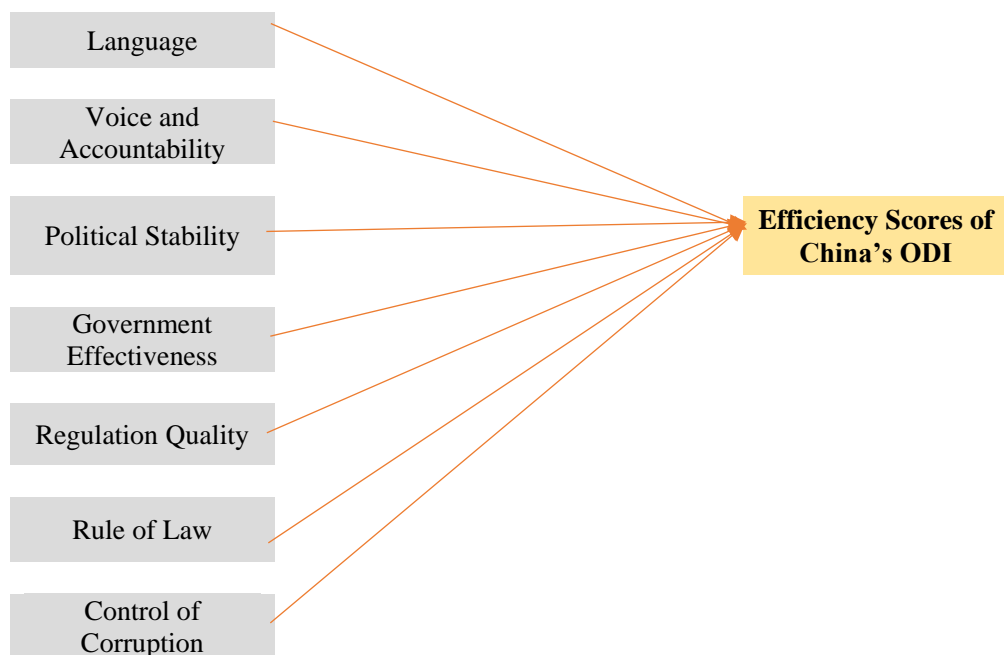 Language
Voice and
Accountability
Political Stability
Government
Effectiveness
Regulation Quality
Rule of Law
Control of
Corruption
Efficiency Scores of
China’s ODI